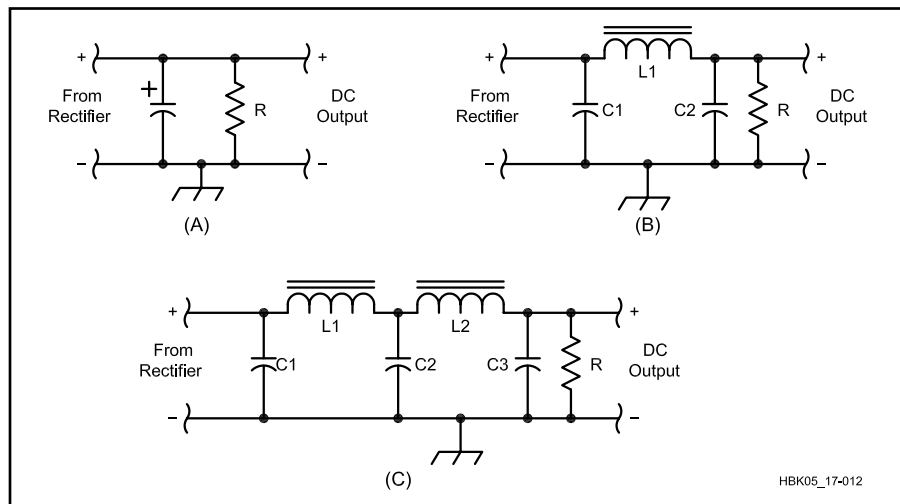 +
From
Rectifier
−
+
R
+
DC
Output
−
(A)
+
From
Rectifier
−
C1
L1
C2
R
+
DC
Output
−
(B)
+
From
Rectifier
−
C1
L1
C2
L2
C3
R
+
DC
Output
−
(C)
HBK05_17-012